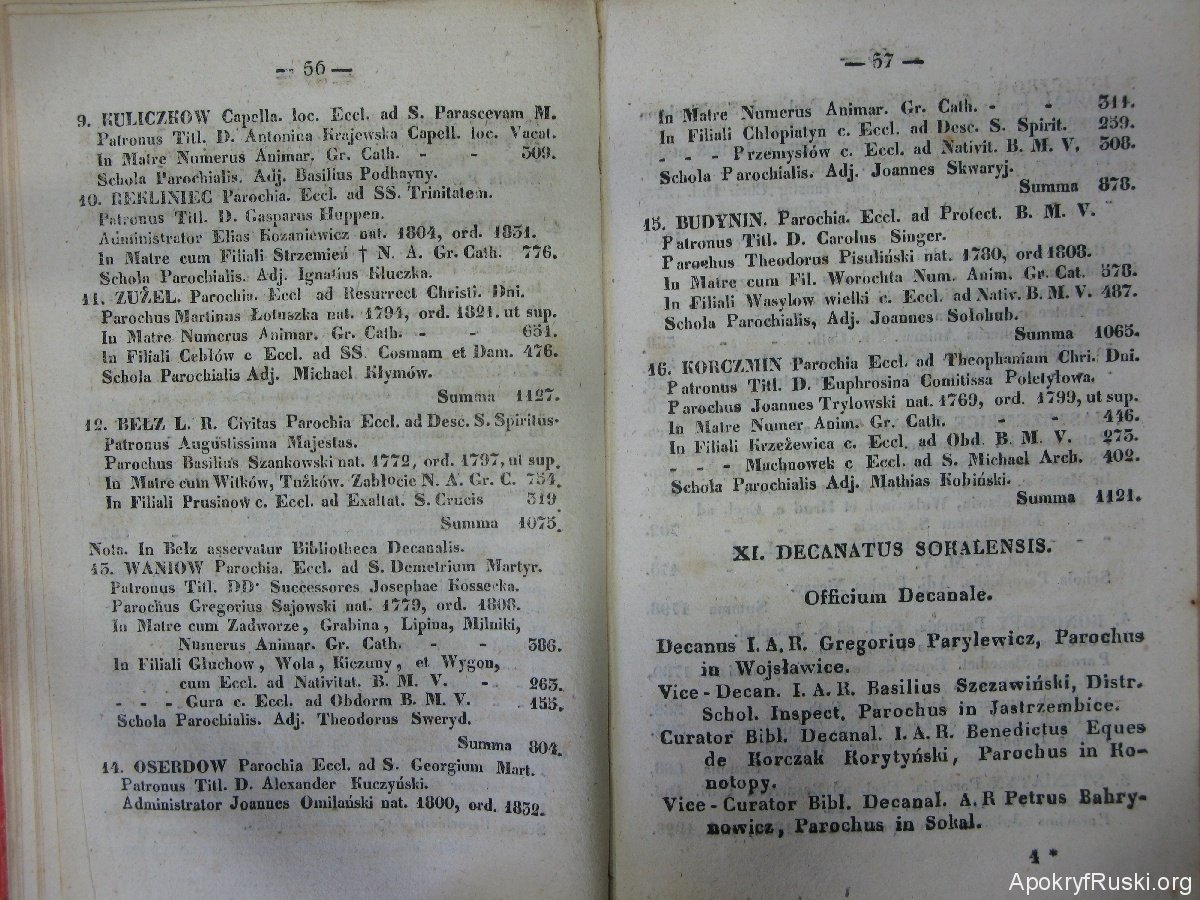 — 56 —
9. KULICZKOW Capella. loc. Eccl. ad S. Parascevam M.
Patronus Titl. D. Antonina Krajewska Capell. loc. Vacat.
In Matre Numerus Animar. Gr. Cath. - - 509.
Schola Parochialis. Adj. Basilius Podhayny.
10. REKLINIEC Parochia. Eccl. ad SS. Trinitatem.
Patronus Titl. D. Gasparus Huppen.
Administrator Elias Kozaniewicz nat. 1804, ord. 1831.
In Matre cum Filiali Strzemień † N. A. Gr. Cath. 776.
Schola Parochialis. Adj. Ignatius Kluczka.
11. ZUŻEL. Parochia. Eccl ad Resurrect Christi. Dni.
Parochus Martinus Łotuszka nat. 1794, ord. 1821. ut sup.
In Matre Numerus Animar. Gr. Cath. - - 651.
In Filiali Ceblów c Eccl. ad SS. Cosmam et Dam. 476.
Schola Parochialis Adj. Michael Kłymów.
Summa 1127.
12. BEŁZ L. R. Civitas Parochia Eccl. ad Desc. S. Spiritus.
Patronus Augustissima Majestas.
Parochus Basilius Szankowski nat. 1772, ord. 1797, ut sup.
In Matre cum Witków, Tużków. Zabłocie N. A. Gr. C. 754.
In Filiali Prusinow c. Eccl. ad Exaltat. S. Crucis 319
Summa 1075.
Nota. In Bełz asservatur Bibliotheca Decanalis.
13. WANIOW Parochia. Eccl. ad S. Demetrium Martyr.
Patronus Titl. DD. Successores Josephae Kossecka.
Parochus Gregorius Sajowski nat. 1779, ord. 1808.
In Matre cum Zadworze, Grabina, Lipina, Milniki,
Numerus Animar. Gr. Cath. - - 386.
In Filiali Głuchow, Wola, Kiczuny, et Wygon,
cum Eccl. ad Nativitat. B. M. V. - 263.
- - - Cura c. Eccl. ad Obdorm B. M. V. 155.
Schola Parochialis. Adj. Theodorus Sweryd.
Summa 804.
14. OSERDOW Parochia Eccl. ad S. Georgium Mart.
Patronus Titl. D. Alexander Kuczyński.
Administrator Joannes Omilański nat. 1800, ord. 1832.
— 57 —
In Matre Numerus Animar. Gr. Cath. - - 311.
In Filiali Chłopiatyn c. Eccl. ad Desc. S. Spirit. 259.
- - - Przemysłów c. Eccl. ad Nativit. B. M. V. 308.
Schola Parochialis. Adj. Joannes Skwaryj.
Summa 878.
15. BUDYNIN. Parochia. Eccl. ad Protect. B. M. V.
Patronus Titl. D. Carolus Singer.
Parochus Theodorus Pisuliński nat. 1780, ord 1808.
In Matre cum Fil. Worochta Num. Anim. Gr. Cat. 578.
In Filiali Wasylow wielki c. Eccl. ad Nativ. B. M. V. 487.
Schola Parochialis, Adj. Joannes Sołohub.
Summa 1065.
16. KORCZMIN Parochia Eccl. ad Theophaniam Chri. Dni.
Patronus Titl. D. Euphrosina Comitissa Poletyłowa.
Parochus Joannes Trylowski nat. 1769, ord. 1799, ut sup.
In Matre Numer Anim. Gr. Cath. - - 446.
In Filiali Krzeżewica c. Eccl. ad Obd. B. M. V. 273.
- - - Machnowek c Eccl. ad S. Michael Arch. 402.
Schola Parochialis Adj. Mathias Kobiński.
Summa 1121.
XI. DECANATUS SOKALENSIS.
Officium Decanale.
Decanus I. A. R. Gregorius Parylewicz, Parochus
in Wojsławice.
Vice-Decan. I. A. R. Basilius Szczawiński, Distr.
Schol. Inspect. Parochus in Jastrzembice.
Curator Bibl. Decanal. I. A. R. Benedictus Eques
de Korczak Korytyński, Parochus in Ko-
notopy.
Vice-Curator Bibl. Decanal. A. R Petrus Bahry-
nowicz, Parochus in Sokal.
4 *
ApokryfRuski.org